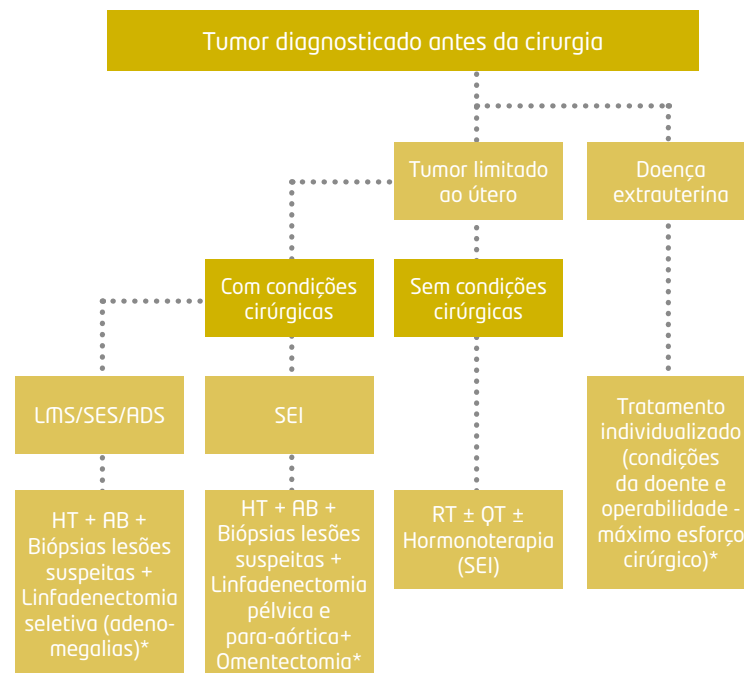 Tumor diagnosticado antes da cirurgia
Tumor limitado
ao útero
Doença
extrauterina
Com condições
cirúrgicas
Sem condições
cirúrgicas
LMS/SES/ADS
SEI
Tratamento
individualizado
(condições
da doente e
operabilidade -
máximo esforço
cirúrgico)*
HT + AB +
Biópsias lesões
suspeitas +
Linfadenectomia
seletiva (adeno-
megalias)*
HT + AB +
Biópsias lesões
suspeitas +
Linfadenectomia
pélvica e
para-aórtica+
Omentectomia*
RT ± QT ±
Hormonoterapia
(SEI)